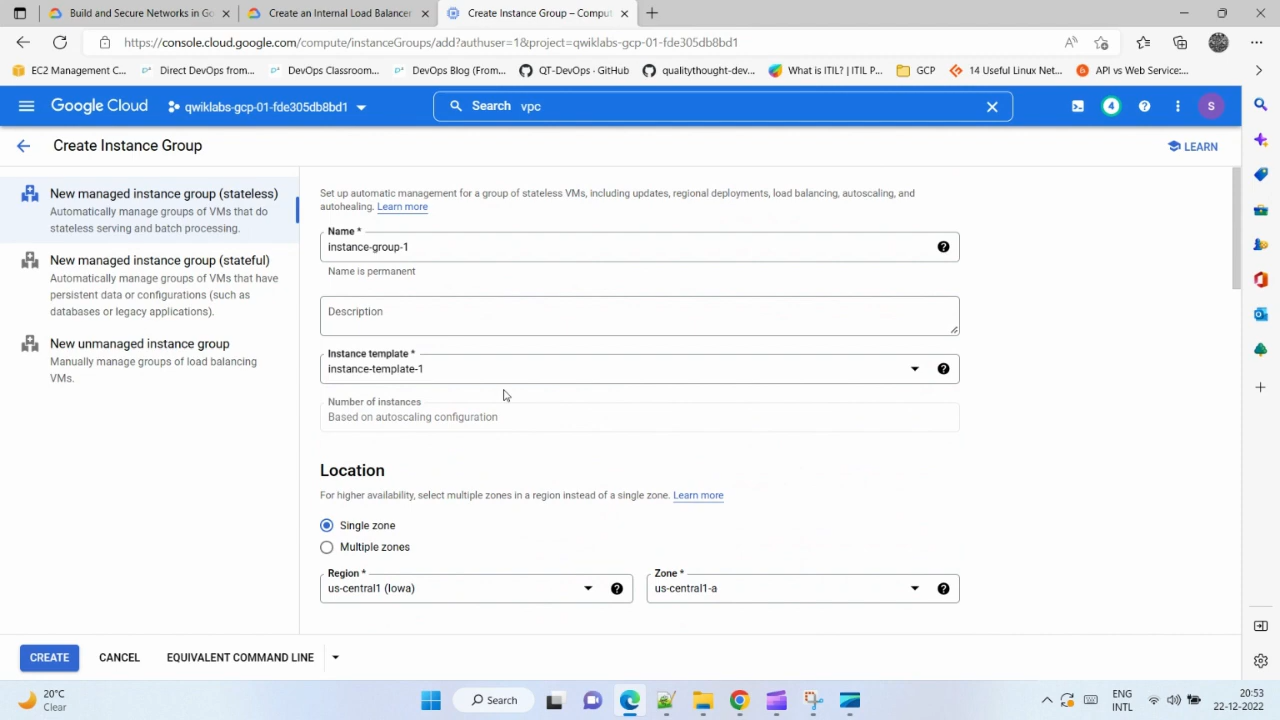 Build and Secure Networks in Go
Create an Internal Load Balancer
Create Instance Group – Comput
https://console.cloud.google.com/compute/instanceGroups/add?authuser=1&project=qwiklabs-gcp-01-fde305db8bd1
EC2 Management C...
Direct DevOps from...
DevOps Classroom...
DevOps Blog (From...
QT-DevOps · GitHub
qualitythought-dev...
What is ITIL? | ITIL P...
GCP
14 Useful Linux Net...
API vs Web Service:...
Google Cloud
qwiklabs-gcp-01-fde305db8bd1
Search vpc
4
S
Create Instance Group
LEARN
New managed instance group (stateless)
Automatically manage groups of VMs that do
stateless serving and batch processing.
New managed instance group (stateful)
Automatically manage groups of VMs that have
persistent data or configurations (such as
databases or legacy applications).
New unmanaged instance group
Manually manage groups of load balancing
VMs.
Set up automatic management for a group of stateless VMs, including updates, regional deployments, load balancing, autoscaling, and
autohealing. Learn more
Name *
instance-group-1
Name is permanent
Description
Instance template *
instance-template-1
Number of instances
Based on autoscaling configuration
Location
For higher availability, select multiple zones in a region instead of a single zone. Learn more
Single zone
Multiple zones
Region *
us-central1 (Iowa)
Zone *
us-central1-a
CREATE
CANCEL
EQUIVALENT COMMAND LINE
20°C
Clear
Search
ENG
INTL
20:53
22-12-2022